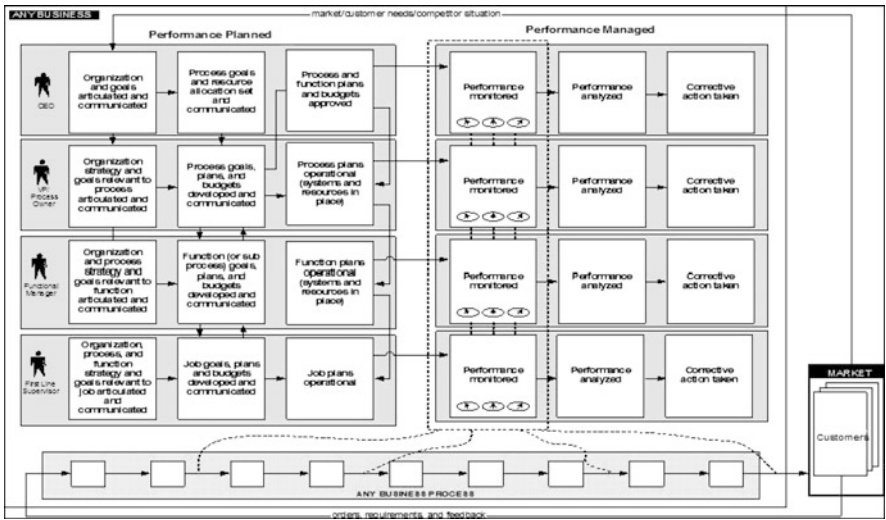 ANY BUSINESS
market/customer needs/competitor situation
Performance Planned
Performance Managed
CEO
Organization
and goals
articulated and
communicated
Process goals
and resource
allocation set
and
communicated
Process and
function plans
and budgets
approved
Performance
monitored
Performance
analyzed
Corrective
action taken
VP/
Process
Owner
Organization
strategy and
goals relevant to
process
articulated and
communicated
Process goals,
plans, and
budgets
developed and
communicated
Process plans
operational
(systems and
resources in
place)
Performance
monitored
Performance
analyzed
Corrective
action taken
Functional
Manager
Organization
and process
strategy and
goals relevant to
function
articulated and
communicated
Function (or sub
process) goals,
plans, and
budgets
developed and
communicated
Function plans
operational
(systems and
resources in
place)
Performance
monitored
Performance
analyzed
Corrective
action taken
First Line
Supervisor
Organization,
process, and
function
strategy and
goals relevant to
job articulated
and
communicated
Job goals, plans
and budgets
developed and
communicated
Job plans
operational
Performance
monitored
Performance
analyzed
Corrective
action taken
MARKET
Customers
ANY BUSINESS PROCESS
orders, requirements, and feedback